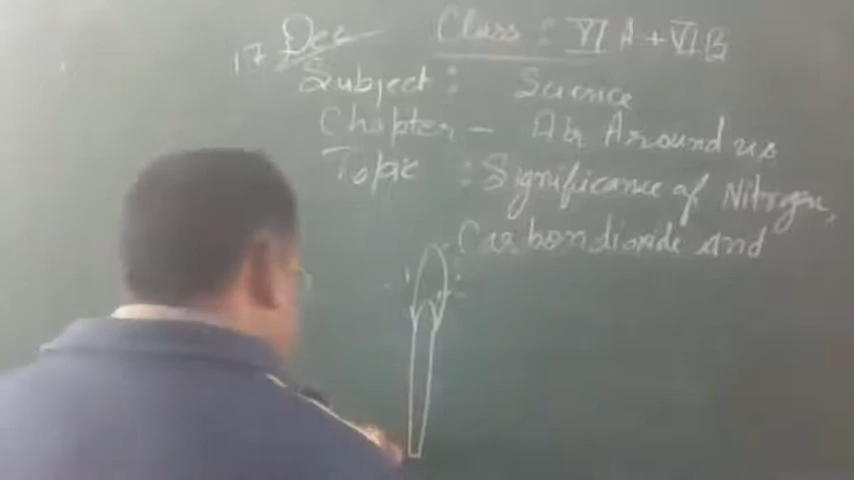 17 Dec Class : VI A + VI B
Subject : Science
Chapter - Air Around us
Topic : Significance of Nitrogen,
Carbondioxide and